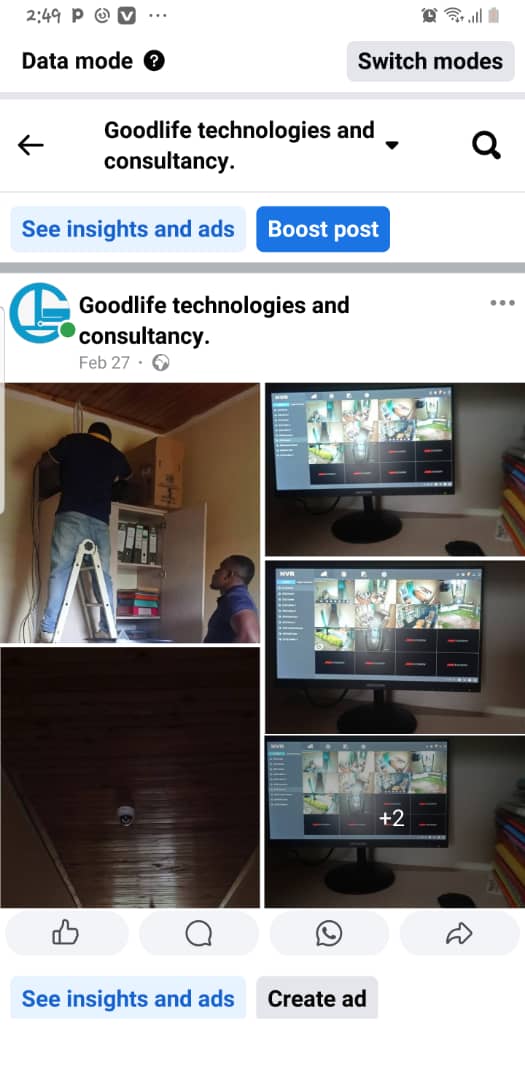 2:49
Data mode
Switch modes
Goodlife technologies and
consultancy.
See insights and ads
Boost post
Goodlife technologies and
consultancy.
Feb 27 ·
NVR
NVR
NVR
+2
See insights and ads
Create ad